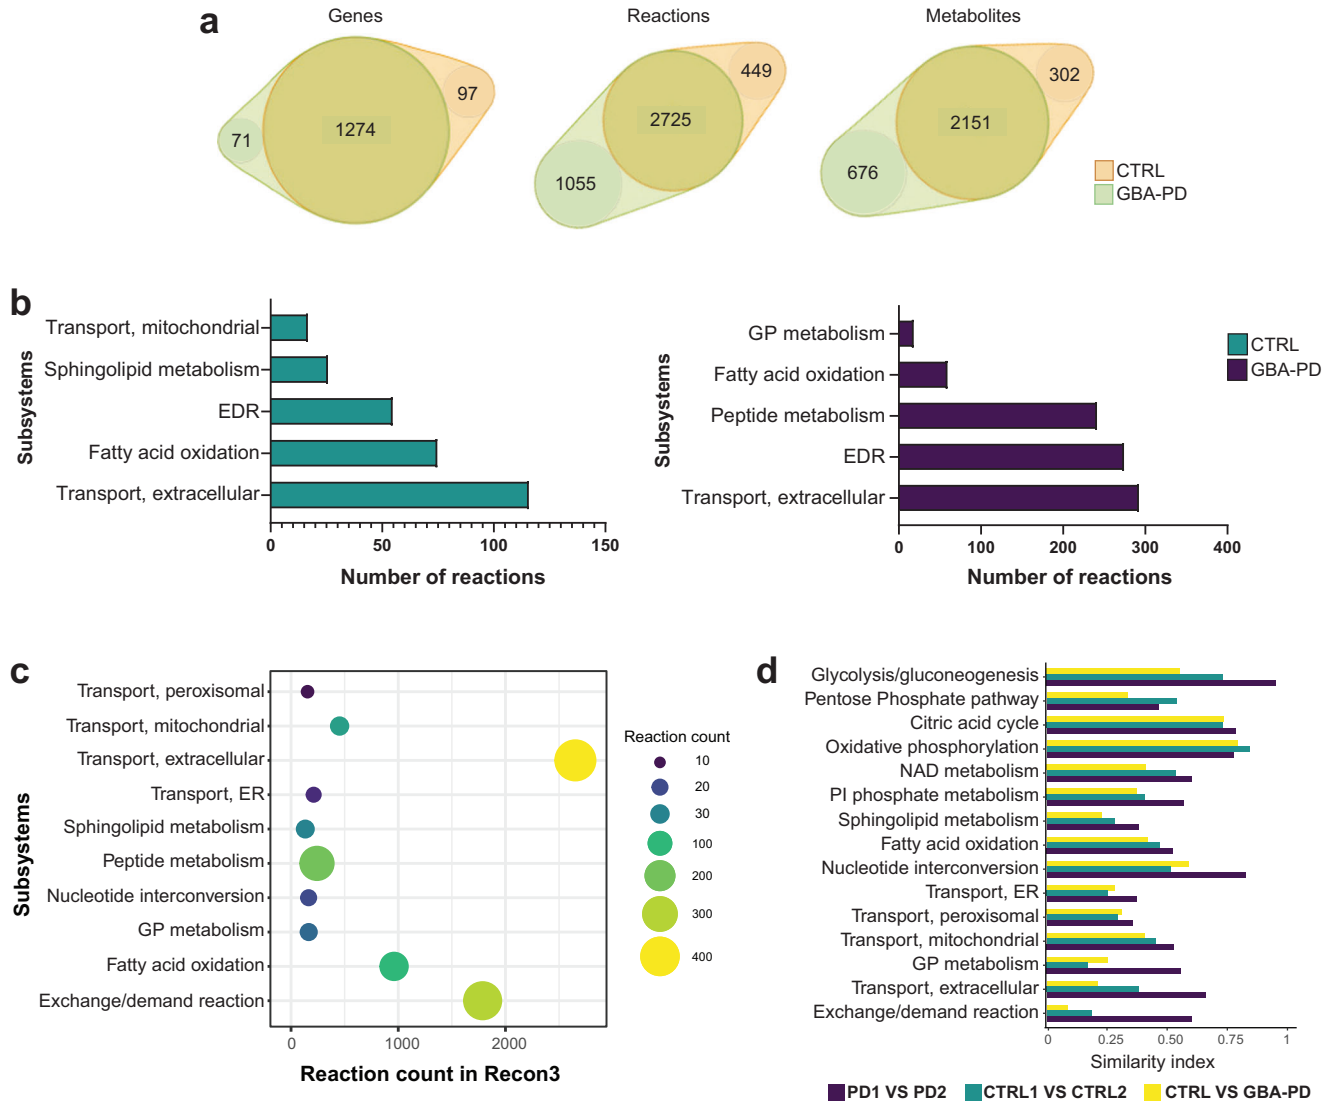 a
Genes
Reactions
Metabolites
71
1274
97
1055
2725
449
676
2151
302
CTRL
GBA-PD
b
Subsystems
Transport, mitochondrial
Sphingolipid metabolism
EDR
Fatty acid oxidation
Transport, extracellular
0 50 100 150
Number of reactions
Subsystems
GP metabolism
Fatty acid oxidation
Peptide metabolism
EDR
Transport, extracellular
0 100 200 300 400
Number of reactions
CTRL
GBA-PD
c
Subsystems
Transport, peroxisomal
Transport, mitochondrial
Transport, extracellular
Transport, ER
Sphingolipid metabolism
Peptide metabolism
Nucleotide interconversion
GP metabolism
Fatty acid oxidation
Exchange/demand reaction
0 1000 2000
Reaction count in Recon3
Reaction count
10
20
30
100
200
300
400
d
Glycolysis/gluconeogenesis
Pentose Phosphate pathway
Citric acid cycle
Oxidative phosphorylation
NAD metabolism
PI phosphate metabolism
Sphingolipid metabolism
Fatty acid oxidation
Nucleotide interconversion
Transport, ER
Transport, peroxisomal
Transport, mitochondrial
GP metabolism
Transport, extracellular
Exchange/demand reaction
0 0.25 0.50 0.75 1
Similarity index
PD1 VS PD2 CTRL1 VS CTRL2 CTRL VS GBA-PD